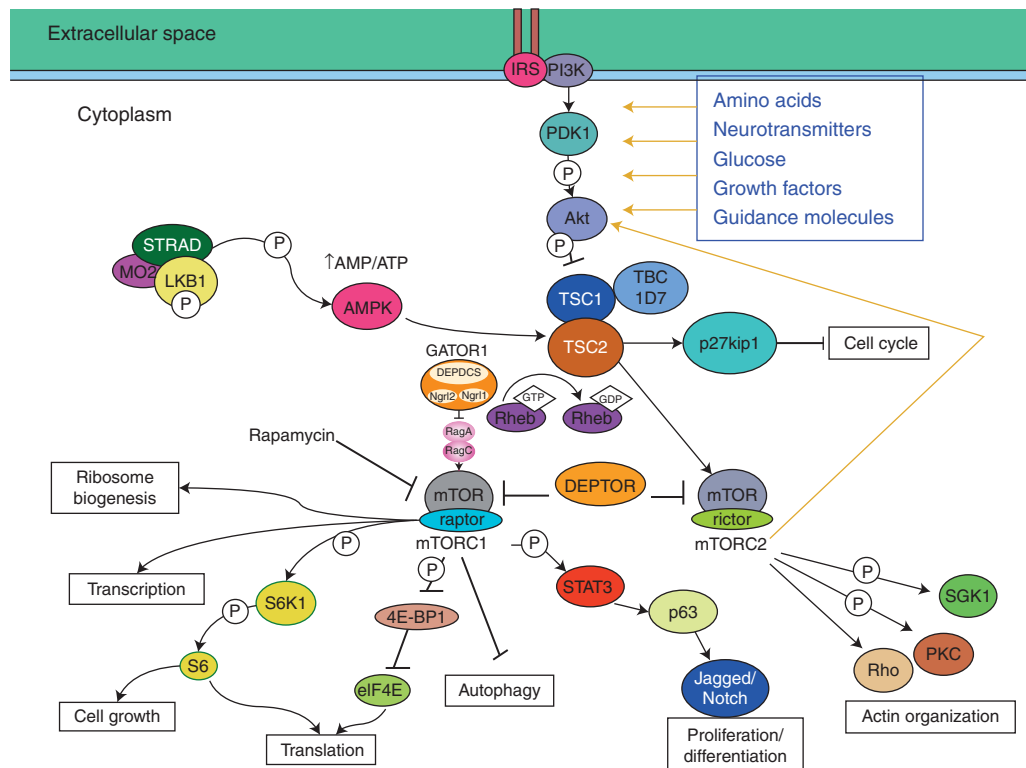 Extracellular space
IRS
PI3K
Cytoplasm
PDK1
P
Akt
P
Amino acids
Neurotransmitters
Glucose
Growth factors
Guidance molecules
STRAD
MO2
LKB1
P
P
↑AMP/ATP
AMPK
TSC1
TBC
1D7
TSC2
p27kip1
Cell cycle
GATOR1
DEPDCS
Ngrl2
Ngrl1
GTP
Rheb
GDP
Rheb
RagA
RagC
Rapamycin
mTOR
raptor
mTORC1
DEPTOR
mTOR
rictor
mTORC2
Ribosome
biogenesis
Transcription
P
S6K1
P
S6
Cell growth
P
4E-BP1
eIF4E
Translation
Autophagy
P
STAT3
p63
Jagged/
Notch
Proliferation/
differentiation
P
P
SGK1
PKC
Rho
Actin organization